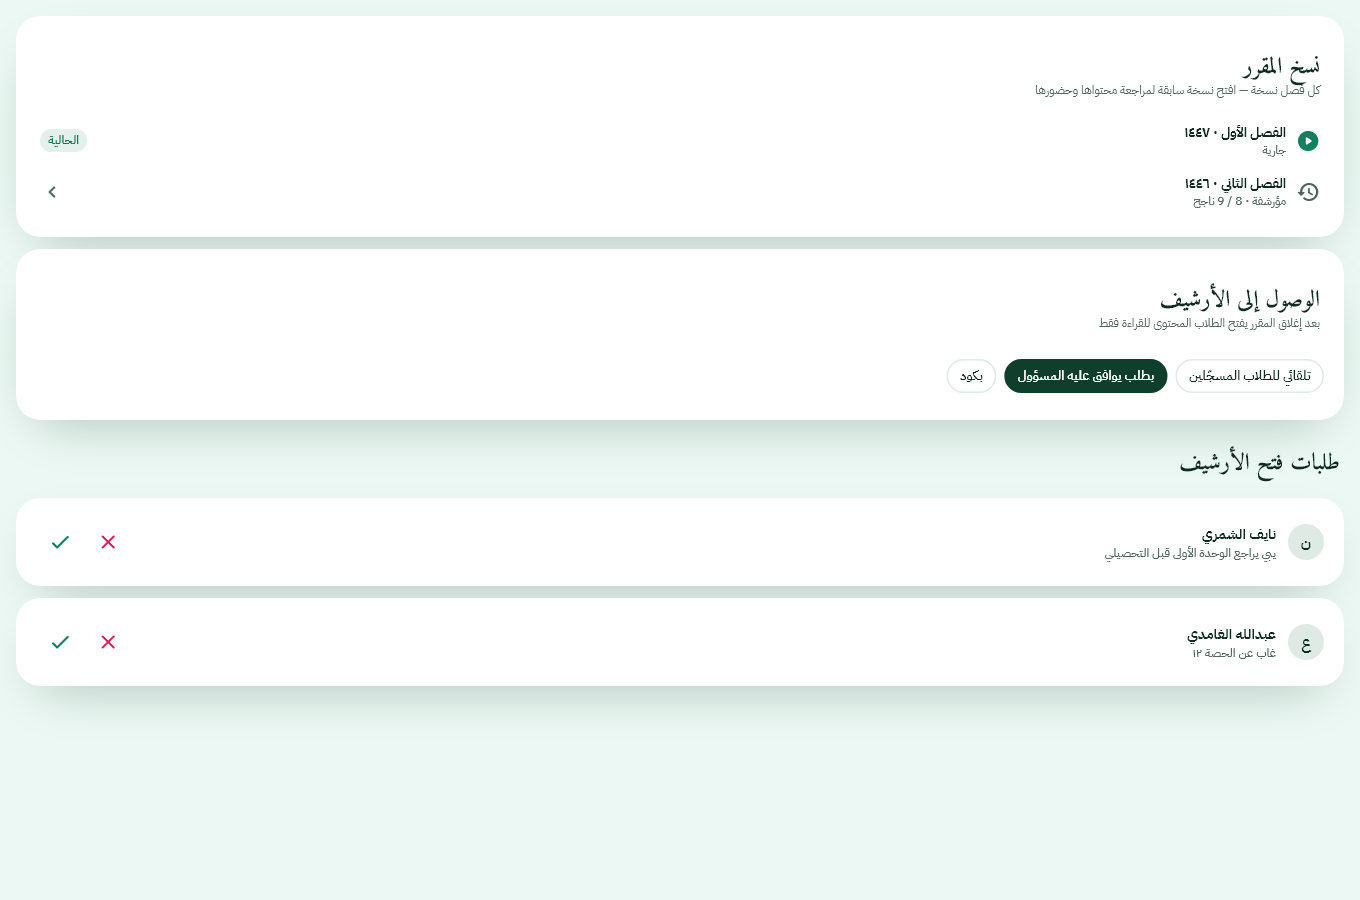 نسخ المقرر
كل فصل نسخة — افتح نسخة سابقة لمراجعة محتواها وحضورها
الفصل الأول · ١٤٤٧
جارية
الحالية
الفصل الثاني · ١٤٤٦
مؤرشفة · 8 / 9 ناجح
الوصول إلى الأرشيف
بعد إغلاق المقرر يفتح الطلاب المحتوى للقراءة فقط
تلقائي للطلاب المسجّلين
بطلب يوافق عليه المسؤول
بكود
طلبات فتح الأرشيف
ن
نايف الشمري
يبي يراجع الوحدة الأولى قبل التحصيلي
ع
عبدالله الغامدي
غاب عن الحصة ١٢